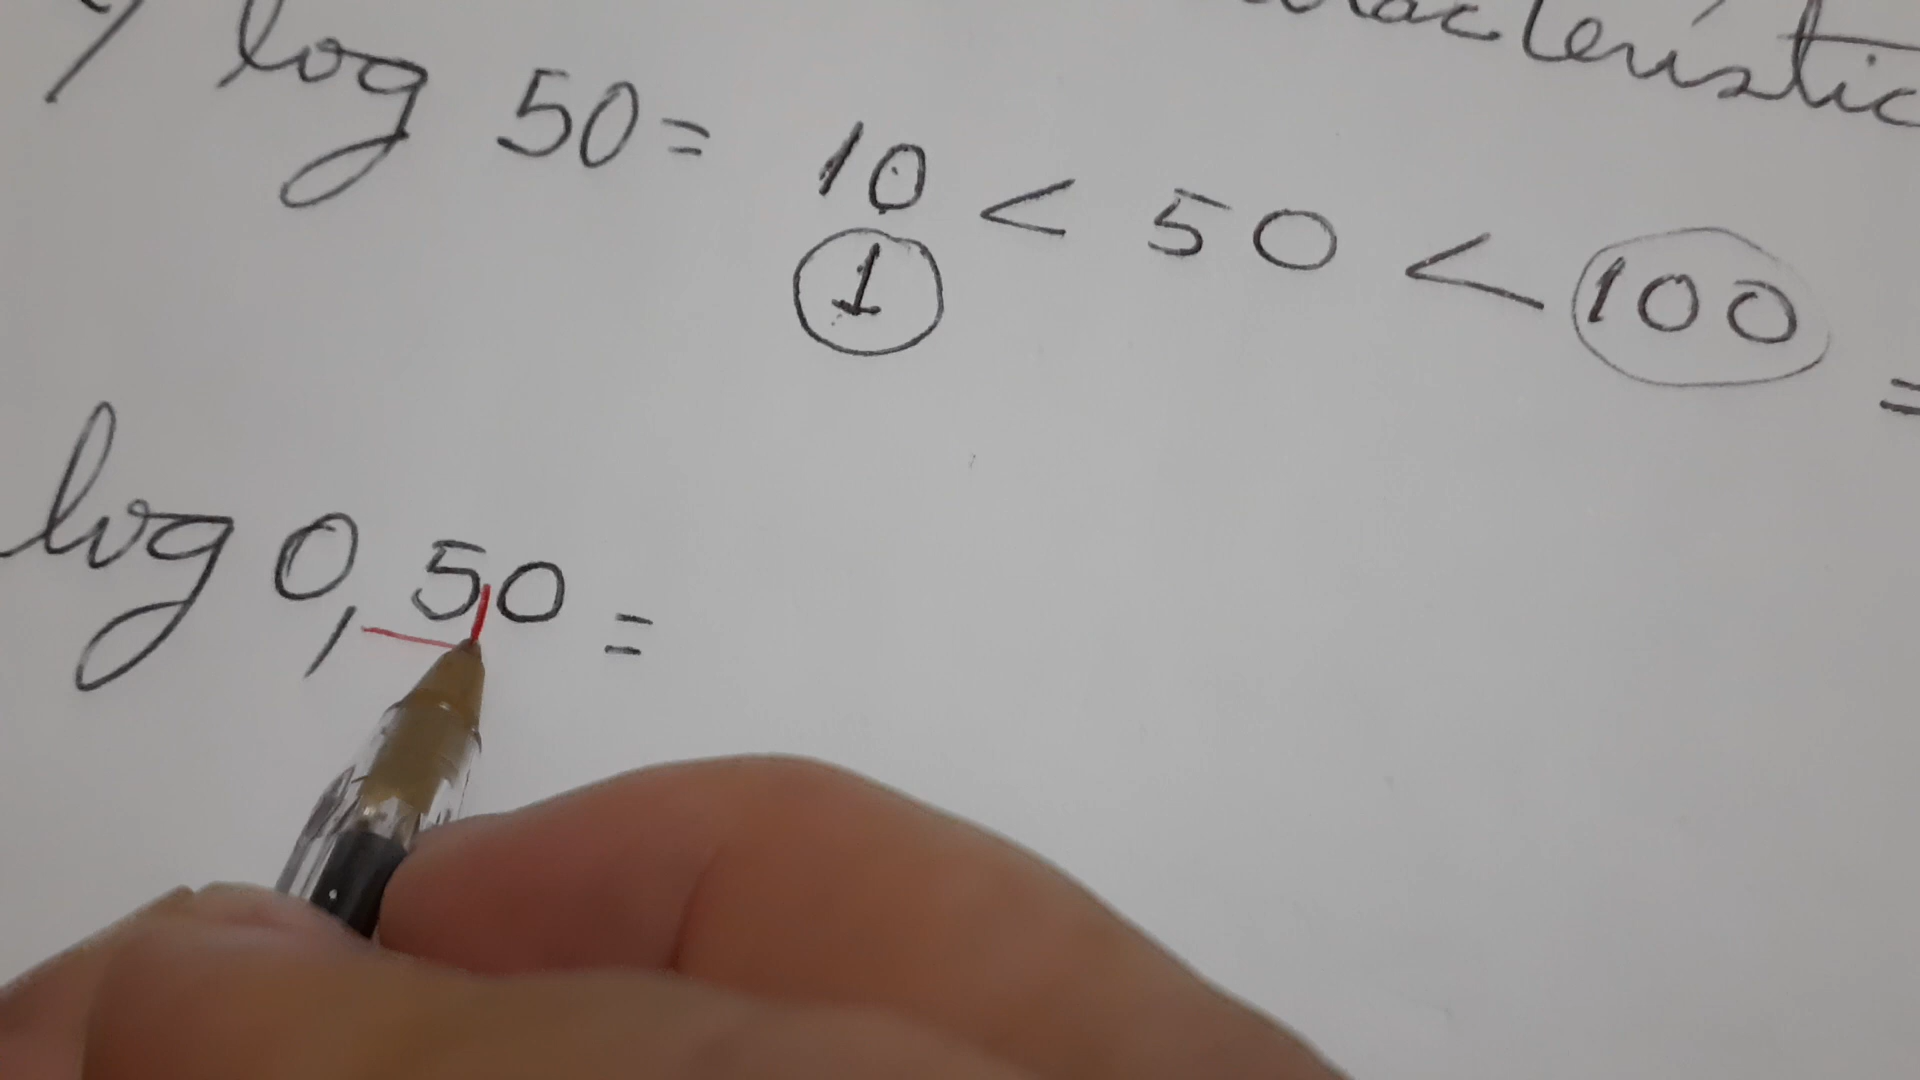 log 50 = 10 < 50 < 100 =
1
log 0,50 =